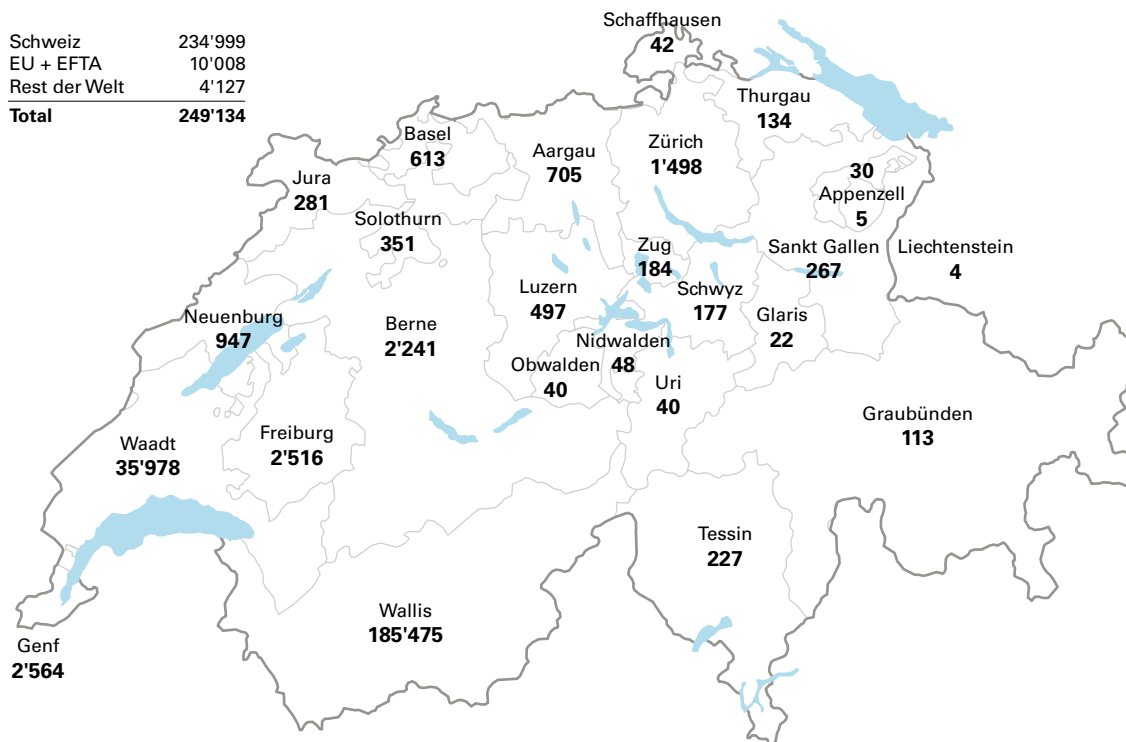 Schaffhausen
42
Schweiz 234'999
EU + EFTA 10'008
Rest der Welt 4'127
Total 249'134
Thurgau
134
Basel
613
Aargau
705
Zürich
1'498
30
Appenzell
5
Jura
281
Solothurn
351
Zug
184
Sankt Gallen
267
Liechtenstein
4
Luzern
497
Schwyz
177
Neuenburg
947
Berne
2'241
Glaris
22
Nidwalden
48
Obwalden
40
Uri
40
Graubünden
113
Waadt
35'978
Freiburg
2'516
Tessin
227
Wallis
185'475
Genf
2'564